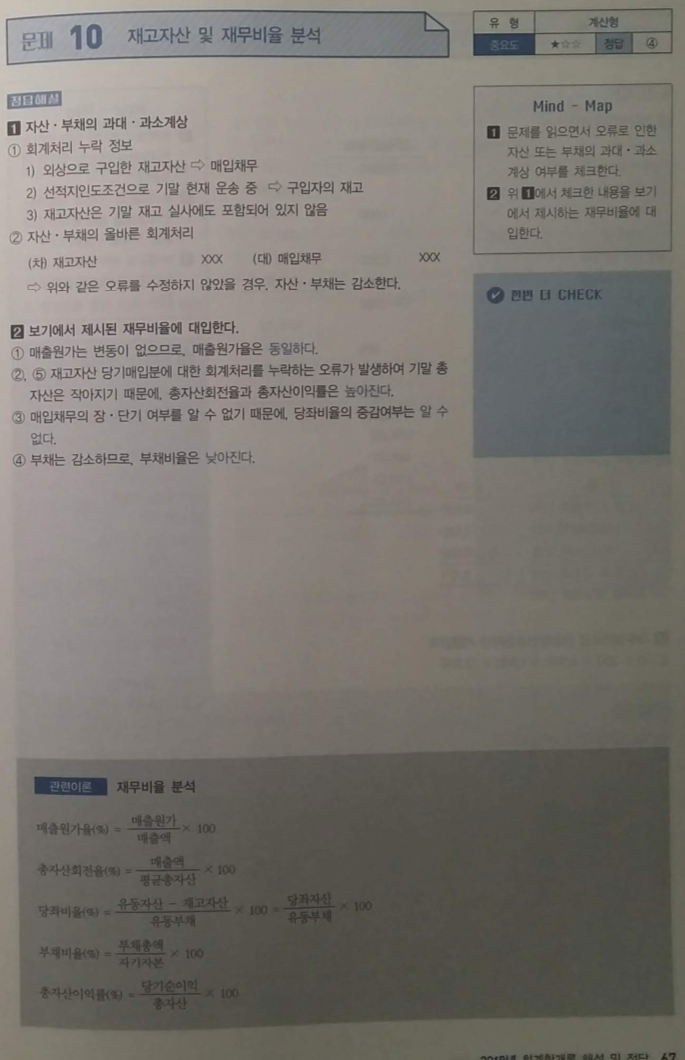 문제 10 재고자산 및 재무비율 분석
유 형 계산형
중요도 ★☆☆ 정답 ④
정답해설
1 자산 · 부채의 과대 · 과소계상
① 회계처리 누락 정보
1) 외상으로 구입한 재고자산 ⇨ 매입채무
2) 선적지인도조건으로 기말 현재 운송 중 ⇨ 구입자의 재고
3) 재고자산은 기말 재고 실사에도 포함되어 있지 않음
② 자산 · 부채의 올바른 회계처리
(차) 재고자산 XXX (대) 매입채무 XXX
⇨ 위와 같은 오류를 수정하지 않았을 경우, 자산 · 부채는 감소한다.
2 보기에서 제시된 재무비율에 대입한다.
① 매출원가는 변동이 없으므로, 매출원가율은 동일하다.
②, ⑤ 재고자산 당기매입분에 대한 회계처리를 누락하는 오류가 발생하여 기말 총
자산은 작아지기 때문에, 총자산회전율과 총자산이익률은 높아진다.
③ 매입채무의 장 · 단기 여부를 알 수 없기 때문에, 당좌비율의 증감여부는 알 수
없다.
④ 부채는 감소하므로, 부채비율은 낮아진다.
Mind - Map
1 문제를 읽으면서 오류로 인한
자산 또는 부채의 과대 · 과소
계상 여부를 체크한다.
2 위 1에서 체크한 내용을 보기
에서 제시하는 재무비율에 대
입한다.
한번 더 CHECK
관련이론 재무비율 분석
매출원가율(%) = 매출원가 / 매출액 × 100
총자산회전율(%) = 매출액 / 평균총자산 × 100
당좌비율(%) = 유동자산 − 재고자산 / 유동부채 × 100 = 당좌자산 / 유동부채 × 100
부채비율(%) = 부채총액 / 자기자본 × 100
총자산이익률(%) = 당기순이익 / 총자산 × 100
회계학개론 해설 및 정답 67